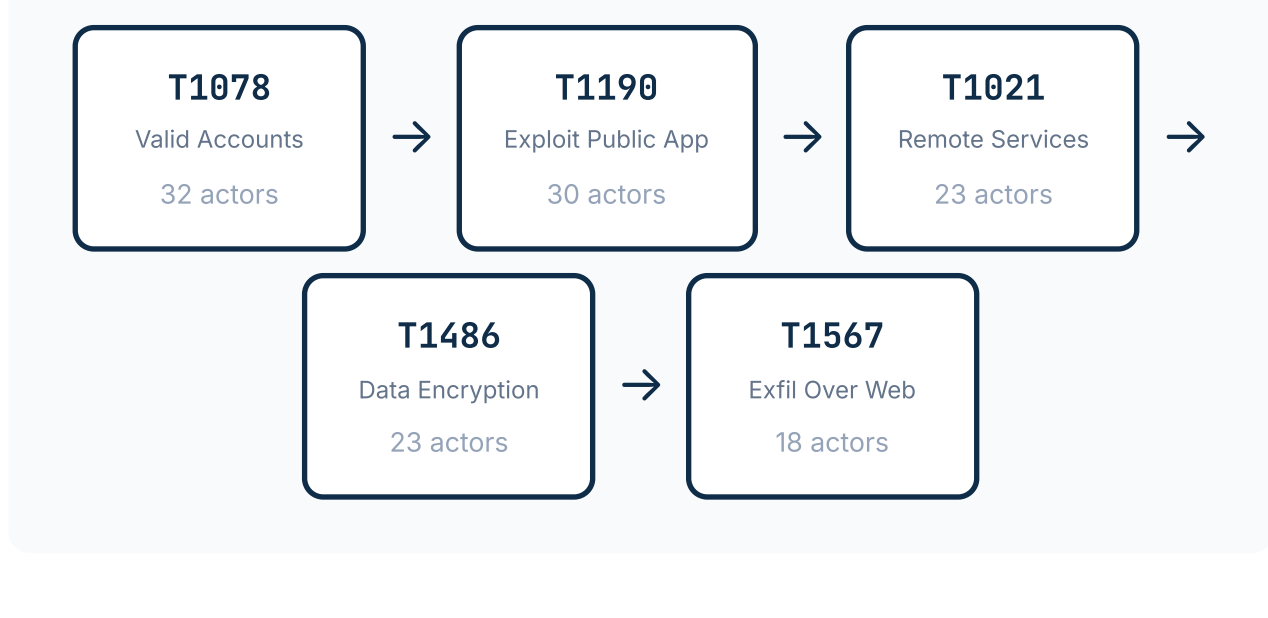 T1078
Valid Accounts
32 actors
T1190
Exploit Public App
30 actors
T1021
Remote Services
23 actors
T1486
Data Encryption
23 actors
T1567
Exfil Over Web
18 actors